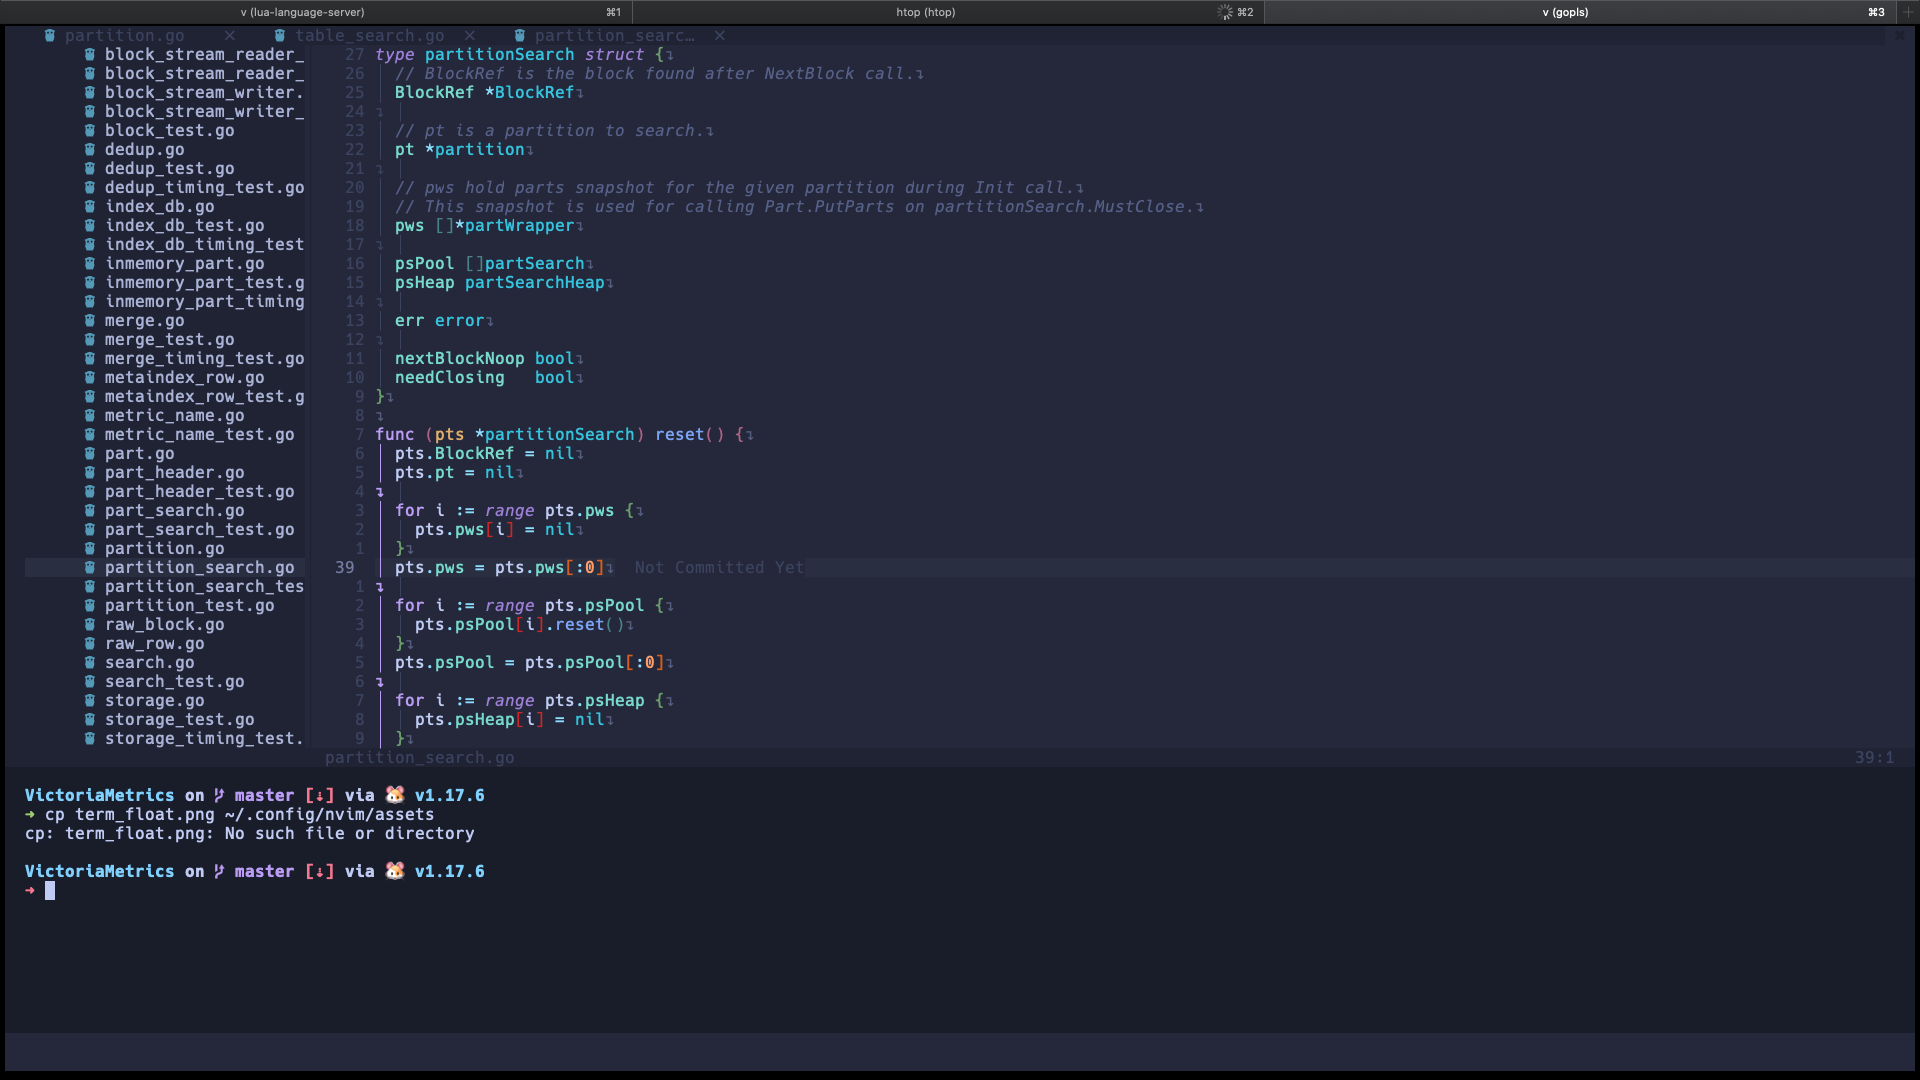 v (lua-language-server) ⌘1 htop (htop) ⌘2 v (gopls) ⌘3 +
partition.go × table_search.go × partition_searc… × ×
block_stream_reader_
block_stream_reader_
block_stream_writer.
block_stream_writer_
block_test.go
dedup.go
dedup_test.go
dedup_timing_test.go
index_db.go
index_db_test.go
index_db_timing_test
inmemory_part.go
inmemory_part_test.g
inmemory_part_timing
merge.go
merge_test.go
merge_timing_test.go
metaindex_row.go
metaindex_row_test.g
metric_name.go
metric_name_test.go
part.go
part_header.go
part_header_test.go
part_search.go
part_search_test.go
partition.go
partition_search.go
partition_search_tes
partition_test.go
raw_block.go
raw_row.go
search.go
search_test.go
storage.go
storage_test.go
storage_timing_test.
27 type partitionSearch struct {↴
26 // BlockRef is the block found after NextBlock call.↴
25 BlockRef *BlockRef↴
24 ↴
23 // pt is a partition to search.↴
22 pt *partition↴
21 ↴
20 // pws hold parts snapshot for the given partition during Init call.↴
19 // This snapshot is used for calling Part.PutParts on partitionSearch.MustClose.↴
18 pws []*partWrapper↴
17 ↴
16 psPool []partSearch↴
15 psHeap partSearchHeap↴
14 ↴
13 err error↴
12 ↴
11 nextBlockNoop bool↴
10 needClosing   bool↴
9 }↴
8 ↴
7 func (pts *partitionSearch) reset() {↴
6 pts.BlockRef = nil↴
5 pts.pt = nil↴
4 ↴
3 for i := range pts.pws {↴
2 pts.pws[i] = nil↴
1 }↴
39 pts.pws = pts.pws[:0]↴  Not Committed Yet
1 ↴
2 for i := range pts.psPool {↴
3 pts.psPool[i].reset()↴
4 }↴
5 pts.psPool = pts.psPool[:0]↴
6 ↴
7 for i := range pts.psHeap {↴
8 pts.psHeap[i] = nil↴
9 }↴
partition_search.go 39:1
VictoriaMetrics on master [⇣] via 🐹 v1.17.6
➜ cp term_float.png ~/.config/nvim/assets
cp: term_float.png: No such file or directory
VictoriaMetrics on master [⇣] via 🐹 v1.17.6
➜